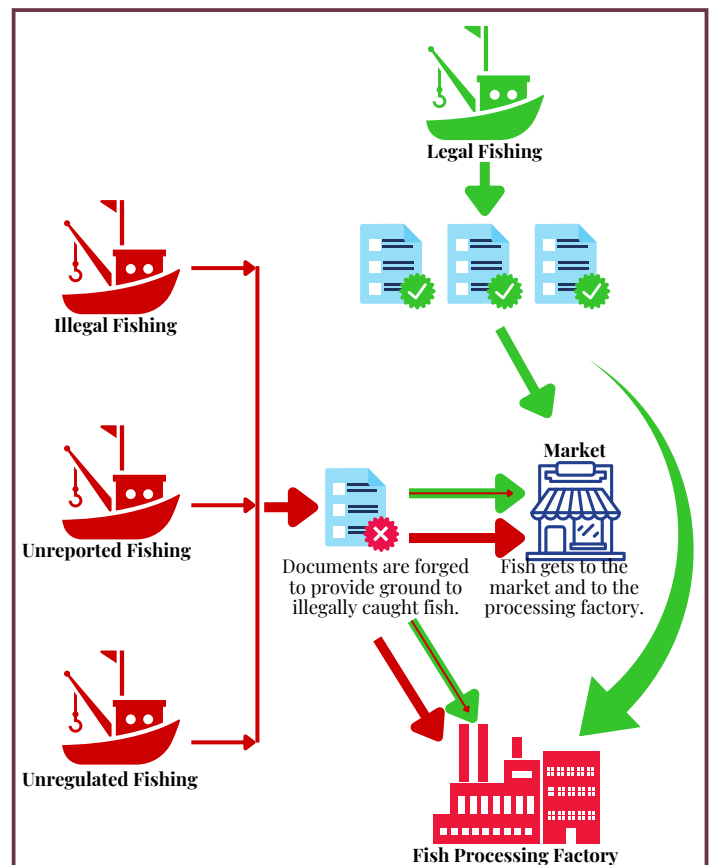 Legal Fishing
Illegal Fishing
Market
Unreported Fishing
Documents are forged
to provide ground to
illegally caught fish.
Fish gets to the
market and to the
processing factory.
Unregulated Fishing
Fish Processing Factory